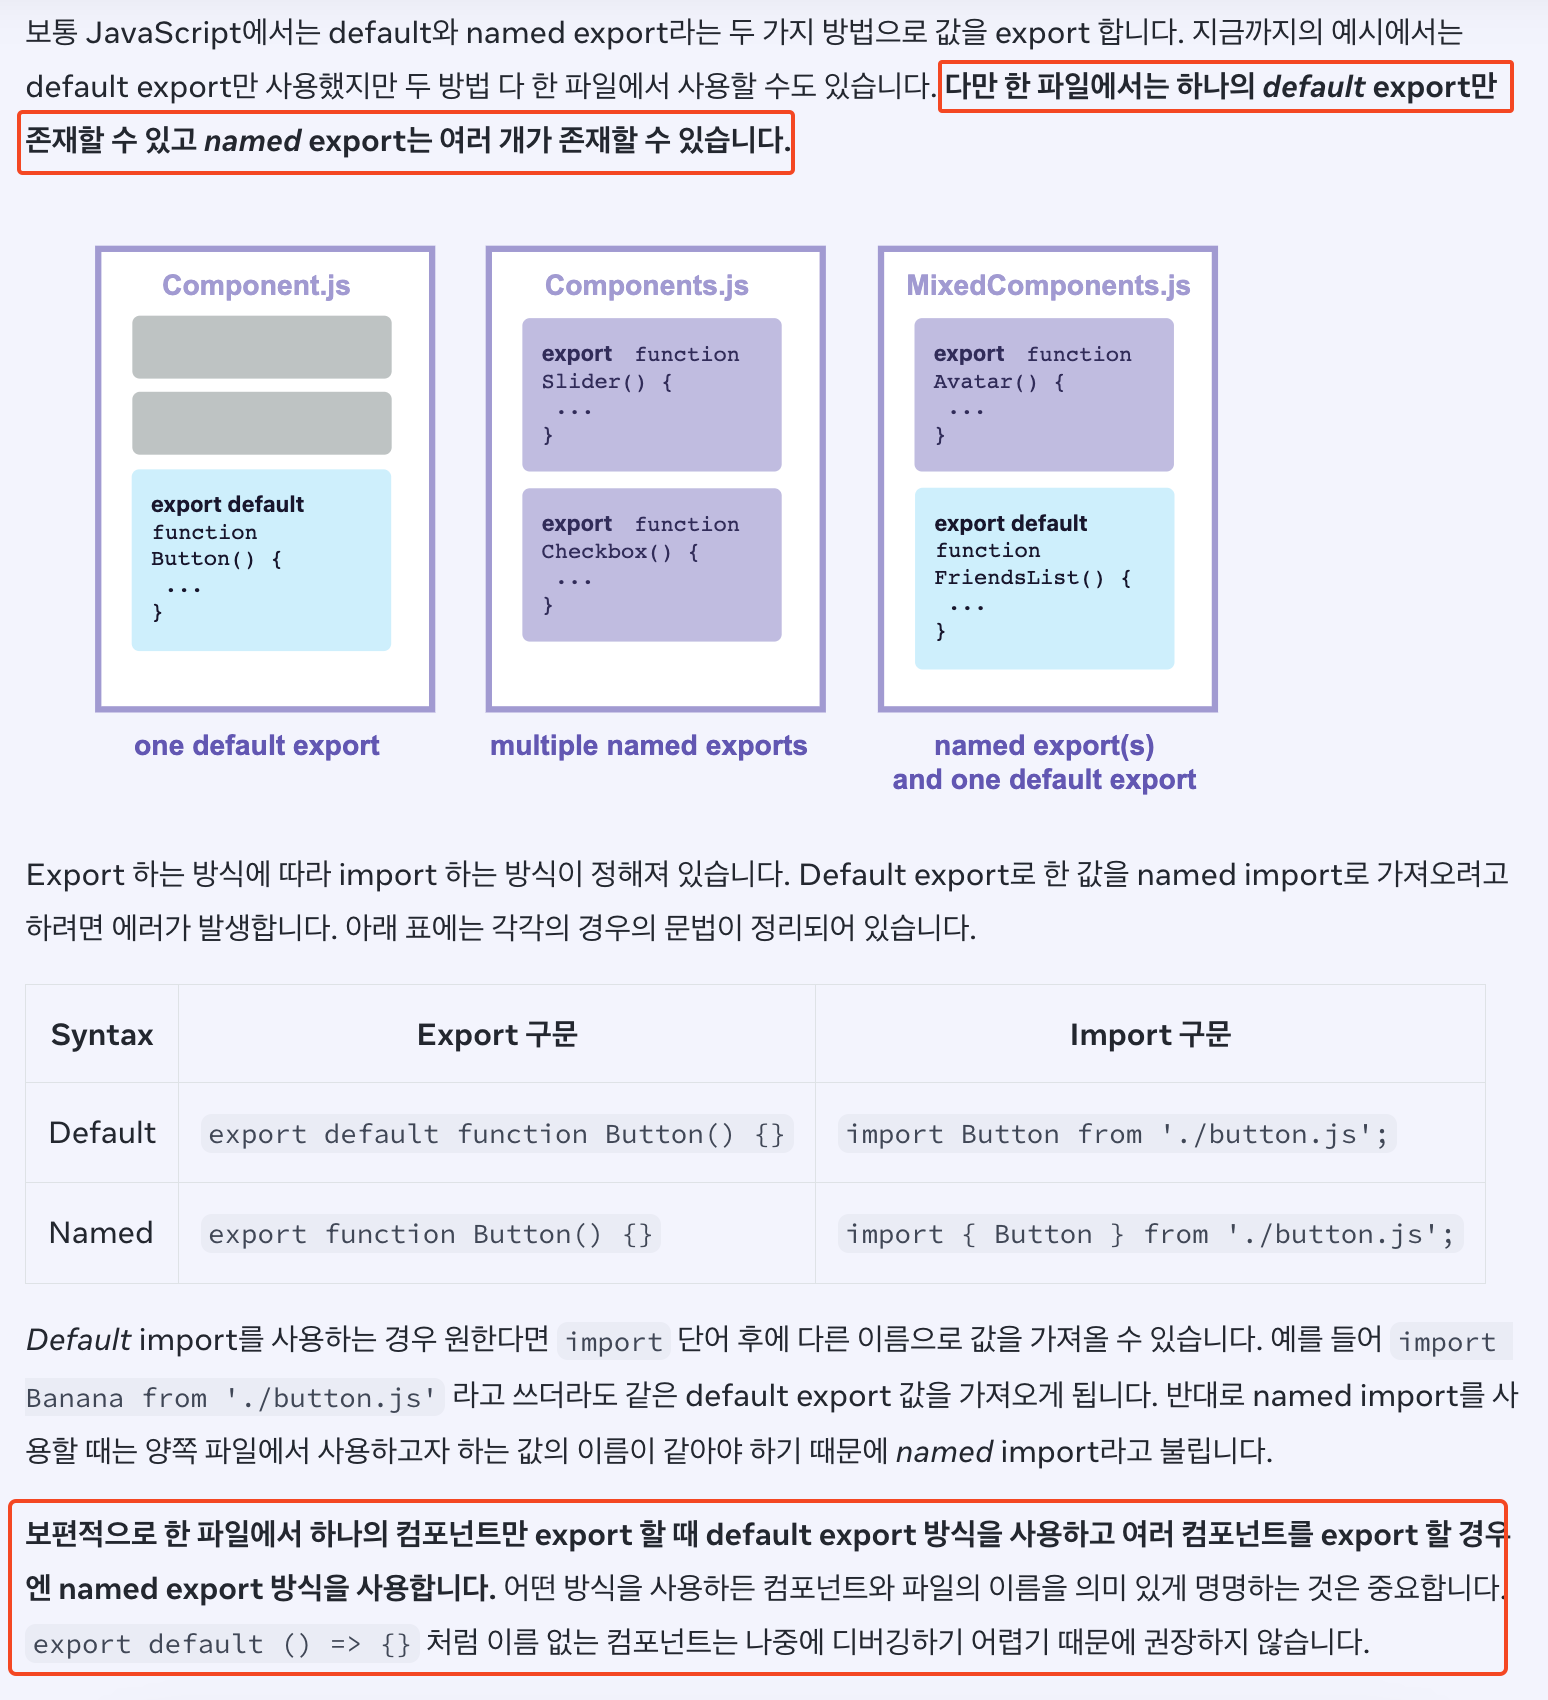 보통 JavaScript에서는 default와 named export라는 두 가지 방법으로 값을 export 합니다. 지금까지의 예시에서는
default export만 사용했지만 두 방법 다 한 파일에서 사용할 수도 있습니다. 다만 한 파일에서는 하나의 default export만
존재할 수 있고 named export는 여러 개가 존재할 수 있습니다.
Component.js
export default
function
Button() {
...
}
one default export
Components.js
export function
Slider() {
...
}
export function
Checkbox() {
...
}
multiple named exports
MixedComponents.js
export function
Avatar() {
...
}
export default
function
FriendsList() {
...
}
named export(s)
and one default export
Export 하는 방식에 따라 import 하는 방식이 정해져 있습니다. Default export로 한 값을 named import로 가져오려고
하려면 에러가 발생합니다. 아래 표에는 각각의 경우의 문법이 정리되어 있습니다.
Syntax Export 구문 Import 구문
Default export default function Button() {} import Button from './button.js';
Named export function Button() {} import { Button } from './button.js';
Default import를 사용하는 경우 원한다면 import 단어 후에 다른 이름으로 값을 가져올 수 있습니다. 예를 들어 import
Banana from './button.js' 라고 쓰더라도 같은 default export 값을 가져오게 됩니다. 반대로 named import를 사
용할 때는 양쪽 파일에서 사용하고자 하는 값의 이름이 같아야 하기 때문에 named import라고 불립니다.
보편적으로 한 파일에서 하나의 컴포넌트만 export 할 때 default export 방식을 사용하고 여러 컴포넌트를 export 할 경우
엔 named export 방식을 사용합니다. 어떤 방식을 사용하든 컴포넌트와 파일의 이름을 의미 있게 명명하는 것은 중요합니다.
export default () => {} 처럼 이름 없는 컴포넌트는 나중에 디버깅하기 어렵기 때문에 권장하지 않습니다.